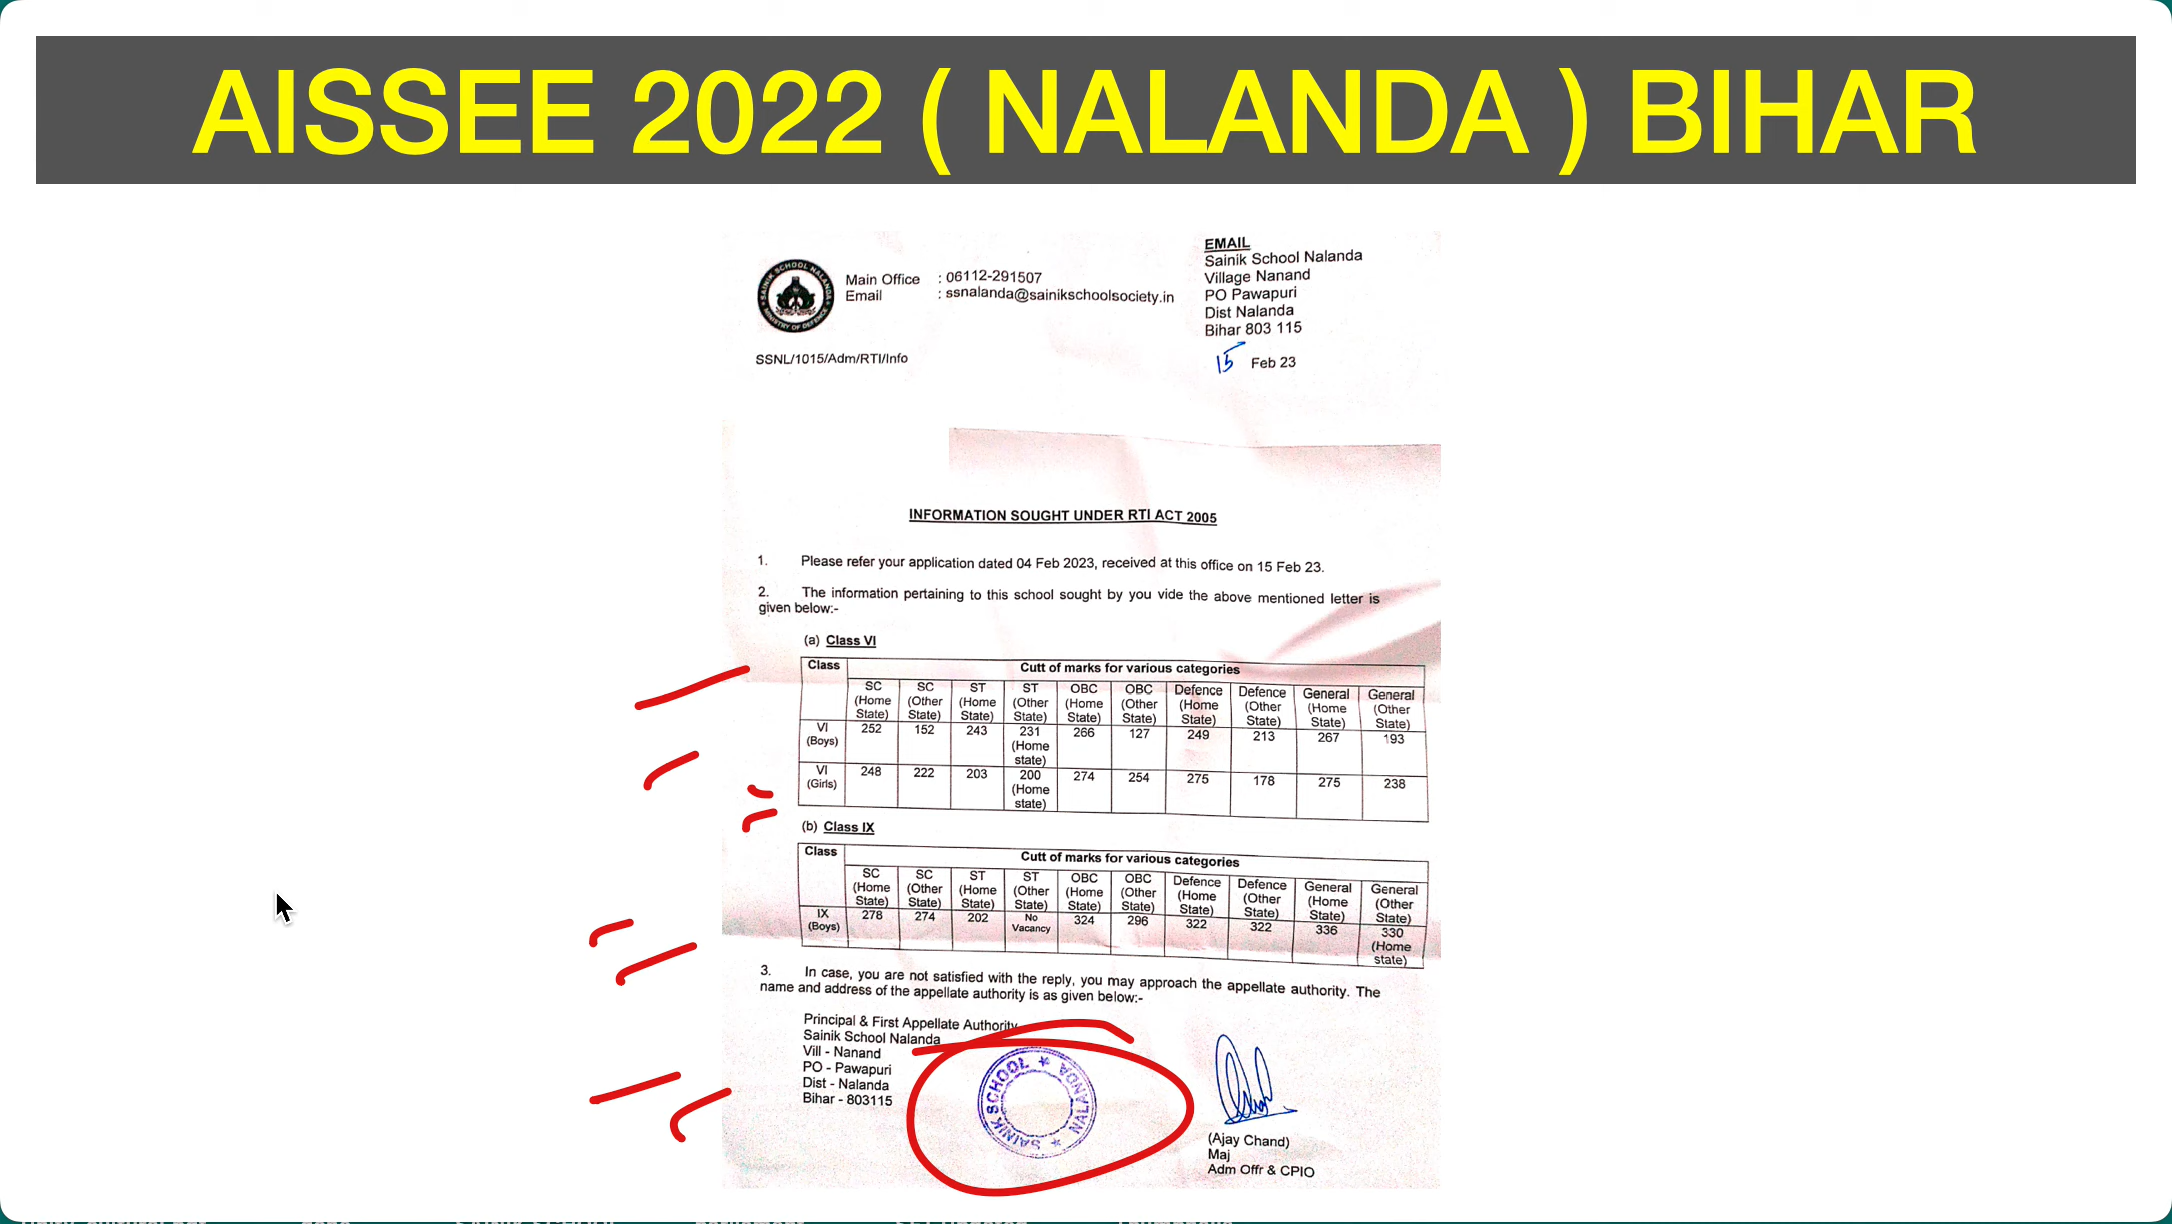 AISSEE 2022 ( NALANDA ) BIHAR
EMAIL
Sainik School Nalanda
Village Nanand
PO Pawapuri
Dist Nalanda
Bihar 803 115
SAINIK SCHOOL NALANDA
MINISTRY OF DEFENCE
Main Office : 06112-291507
Email : ssnalanda@sainikschoolsociety.in
SSNL/1015/Adm/RTI/Info
15 Feb 23
INFORMATION SOUGHT UNDER RTI ACT 2005
1. Please refer your application dated 04 Feb 2023, received at this office on 15 Feb 23.
2. The information pertaining to this school sought by you vide the above mentioned letter is
given below:-
(a) Class VI
Class Cutt of marks for various categories
SC (Home State) SC (Other State) ST (Home State) ST (Other State) OBC (Home State) OBC (Other State) Defence (Home State) Defence (Other State) General (Home State) General (Other State)
VI (Boys) 252 152 243 231 (Home state) 266 127 249 213 267 193
VI (Girls) 248 222 203 200 (Home state) 274 254 275 178 275 238
(b) Class IX
Class Cutt of marks for various categories
SC (Home State) SC (Other State) ST (Home State) ST (Other State) OBC (Home State) OBC (Other State) Defence (Home State) Defence (Other State) General (Home State) General (Other State)
IX (Boys) 278 274 202 No Vacancy 324 296 322 322 336 330 (Home state)
3. In case, you are not satisfied with the reply, you may approach the appellate authority. The
name and address of the appellate authority is as given below:-
Principal & First Appellate Authority
Sainik School Nalanda
Vill - Nanand
PO - Pawapuri
Dist - Nalanda
Bihar - 803115
SAINIK SCHOOL NALANDA
(Ajay Chand)
Maj
Adm Offr & CPIO